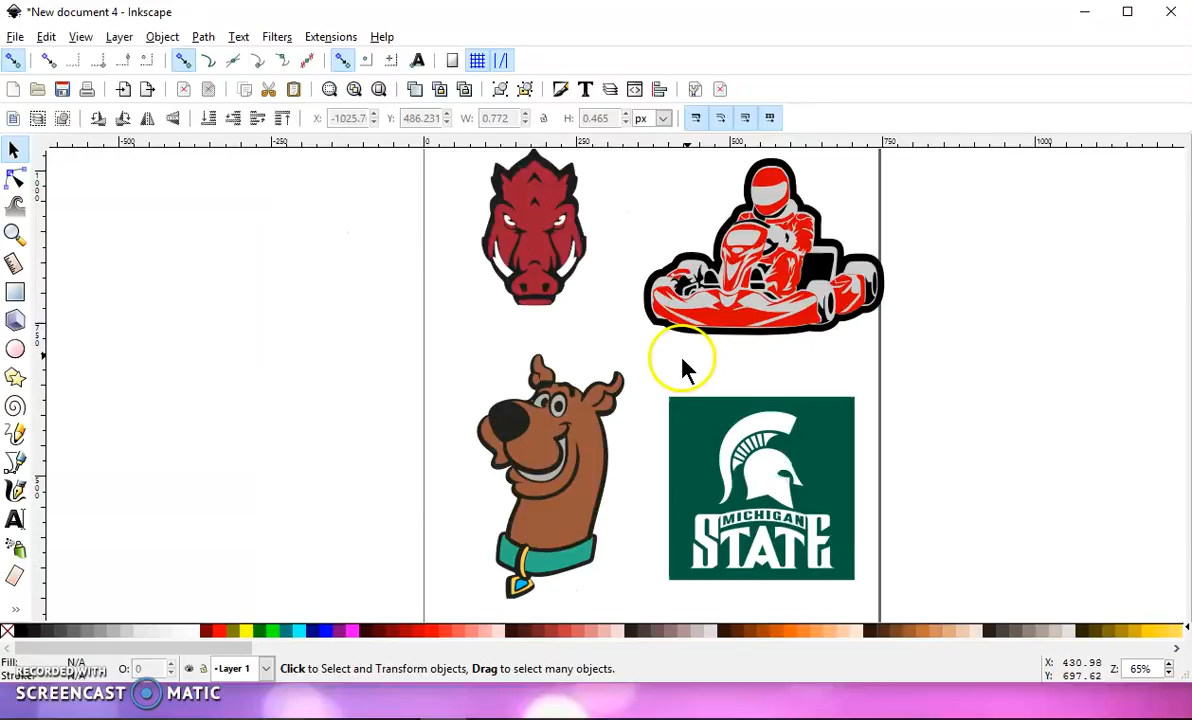 *New document 4 - Inkscape
File Edit View Layer Object Path Text Filters Extensions Help
X: -1025.7 Y: 486.231 W: 0.772 H: 0.465 px
-500 -250 0 250 500 750 1000
MICHIGAN
STATE
Fill: N/A
Stroke: N/A
O: 0 •Layer 1 Click to Select and Transform objects, Drag to select many objects. X: 430.98 Y: 697.62 Z: 65%
RECORDED WITH
SCREENCAST MATIC